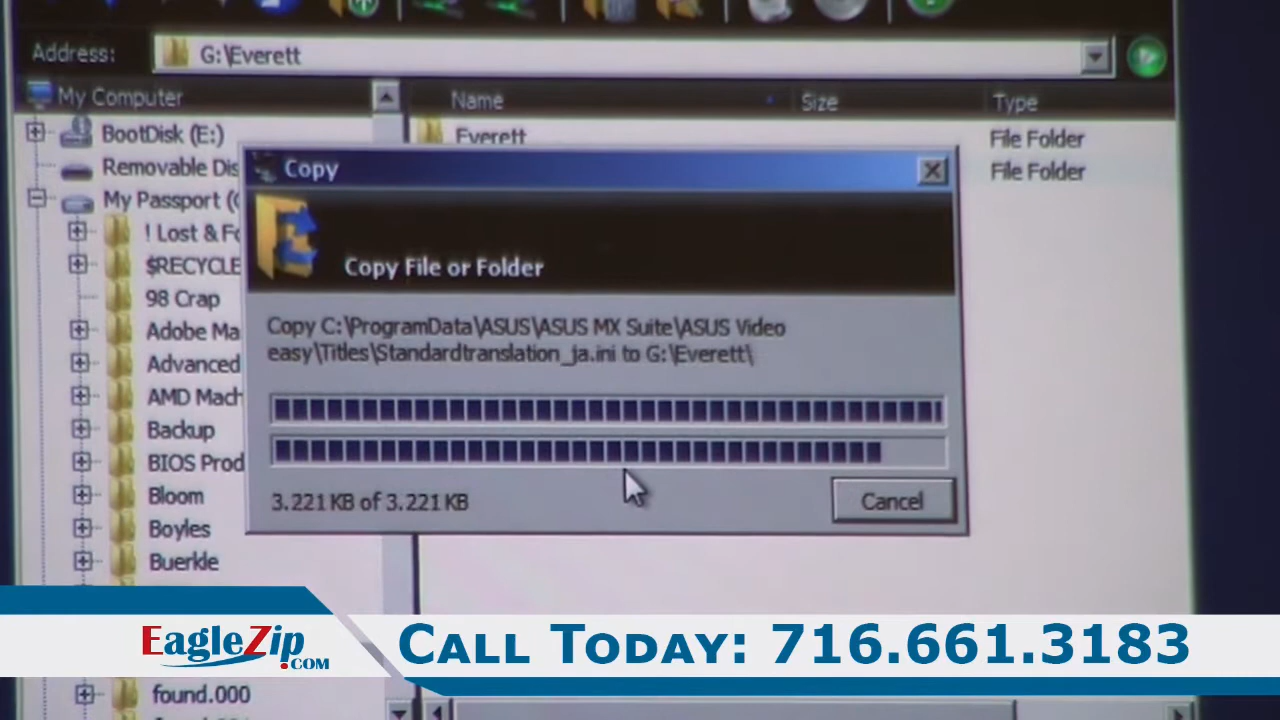 Address: G:\Everett
My Computer
Name Size Type
BootDisk (E:)
Everett File Folder
Removable Dis
File Folder
My Passport (
! Lost & Fo
$RECYCLE
98 Crap
Adobe Ma
Advanced
AMD Mach
Backup
BIOS Prod
Bloom
Boyles
Buerkle
Copy
Copy File or Folder
Copy C:\ProgramData\ASUS\ASUS MX Suite\ASUS Video
easy\Titles\Standardtranslation_ja.ini to G:\Everett\
3.221 KB of 3.221 KB
Cancel
EagleZip.com
Call Today: 716.661.3183
found.000